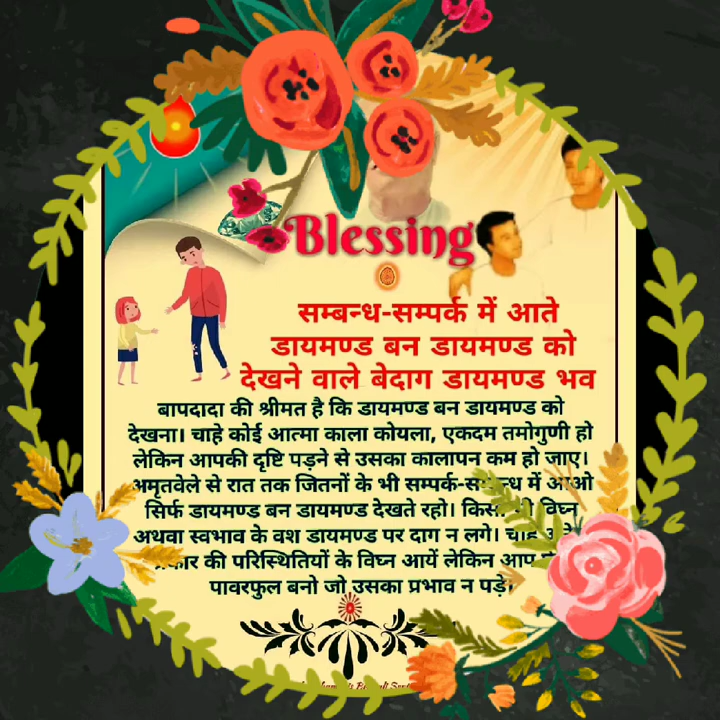 Blessing
सम्बन्ध-सम्पर्क में आते
डायमण्ड बन डायमण्ड को
देखने वाले बेदाग डायमण्ड भव
बापदादा की श्रीमत है कि डायमण्ड बन डायमण्ड को
देखना। चाहे कोई आत्मा काला कोयला, एकदम तमोगुणी हो
लेकिन आपकी दृष्टि पड़ने से उसका कालापन कम हो जाए।
अमृतवेले से रात तक जितनों के भी सम्पर्क- में आओ
सिर्फ डायमण्ड बन डायमण्ड देखते रहो। विघ्न
अथवा स्वभाव के वश डायमण्ड पर दाग न लगे।
की परिस्थितियों के विघ्न आयें लेकिन आप
पावरफुल बनो जो उसका प्रभाव न पड़े।